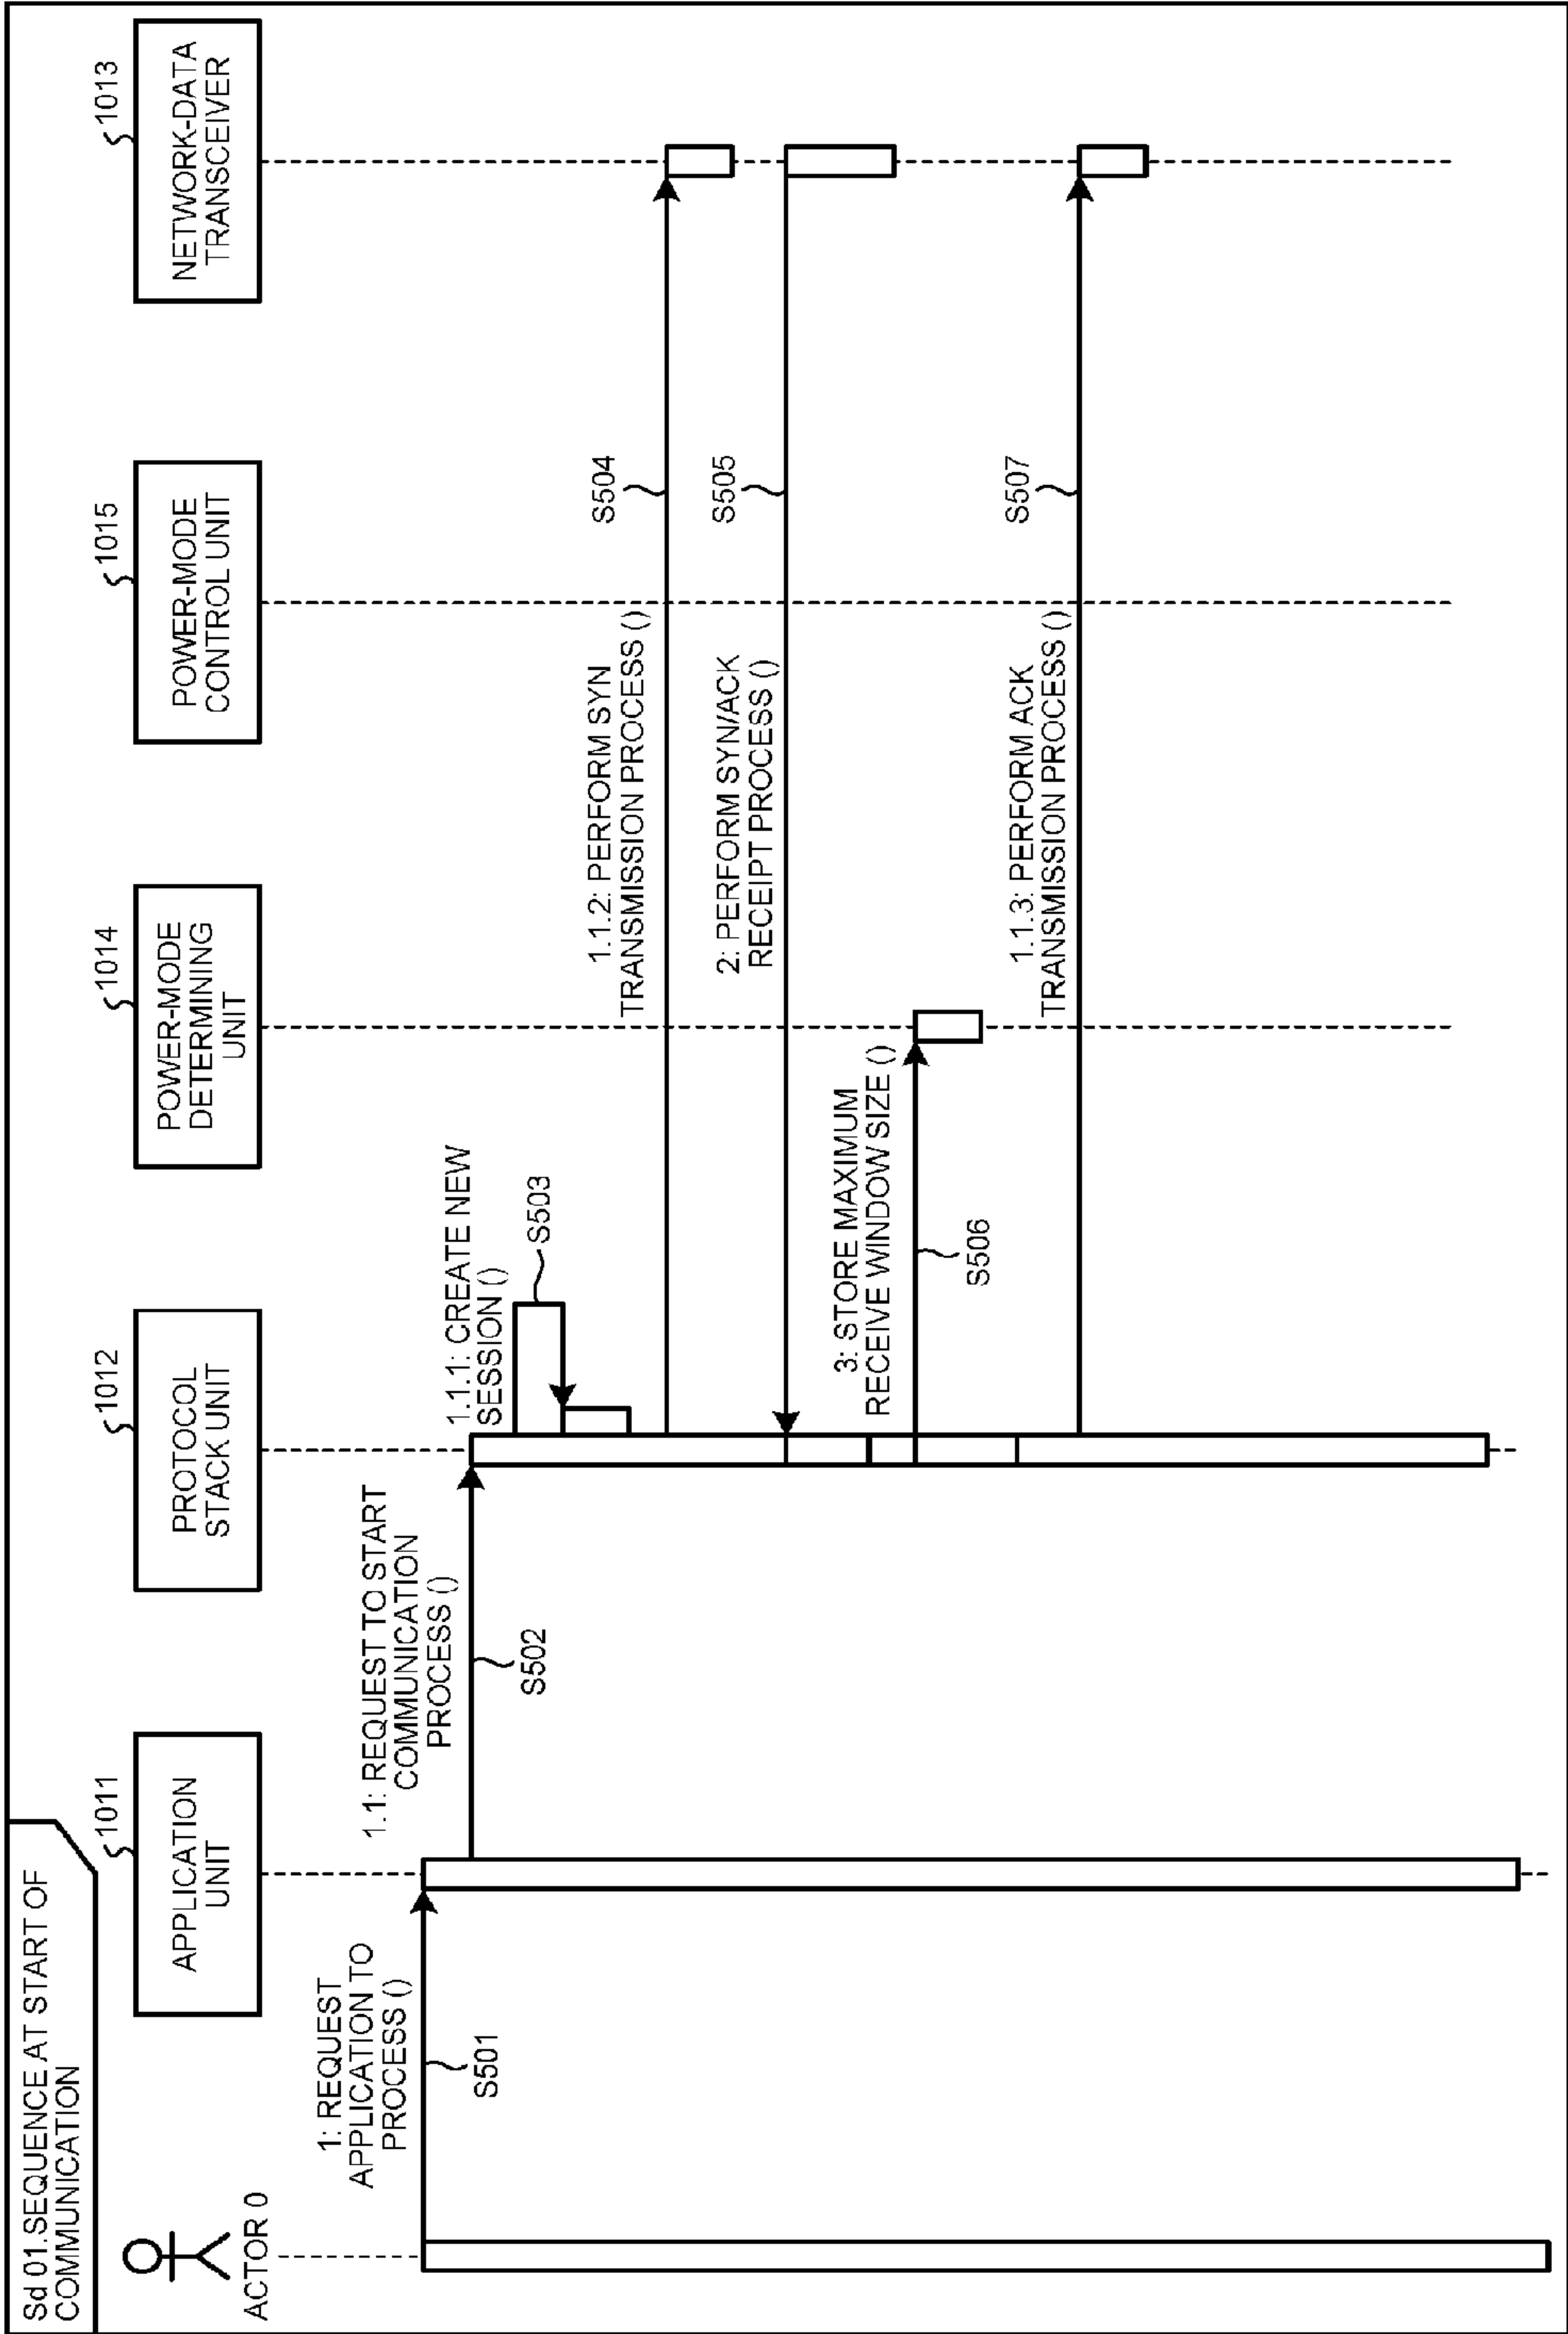 Sd 01.SEQUENCE AT START OF
COMMUNICATION
ACTOR 0
1011
APPLICATION
UNIT
1012
PROTOCOL
STACK UNIT
1014
POWER-MODE
DETERMINING
UNIT
1015
POWER-MODE
CONTROL UNIT
1013
NETWORK-DATA
TRANSCEIVER
1: REQUEST
APPLICATION TO
PROCESS ()
S501
1.1: REQUEST TO START
COMMUNICATION
PROCESS ()
S502
1.1.1: CREATE NEW
SESSION ()
S503
1.1.2: PERFORM SYN
TRANSMISSION PROCESS ()
S504
2: PERFORM SYN/ACK
RECEIPT PROCESS ()
S505
3: STORE MAXIMUM
RECEIVE WINDOW SIZE ()
S506
1.1.3: PERFORM ACK
TRANSMISSION PROCESS ()
S507